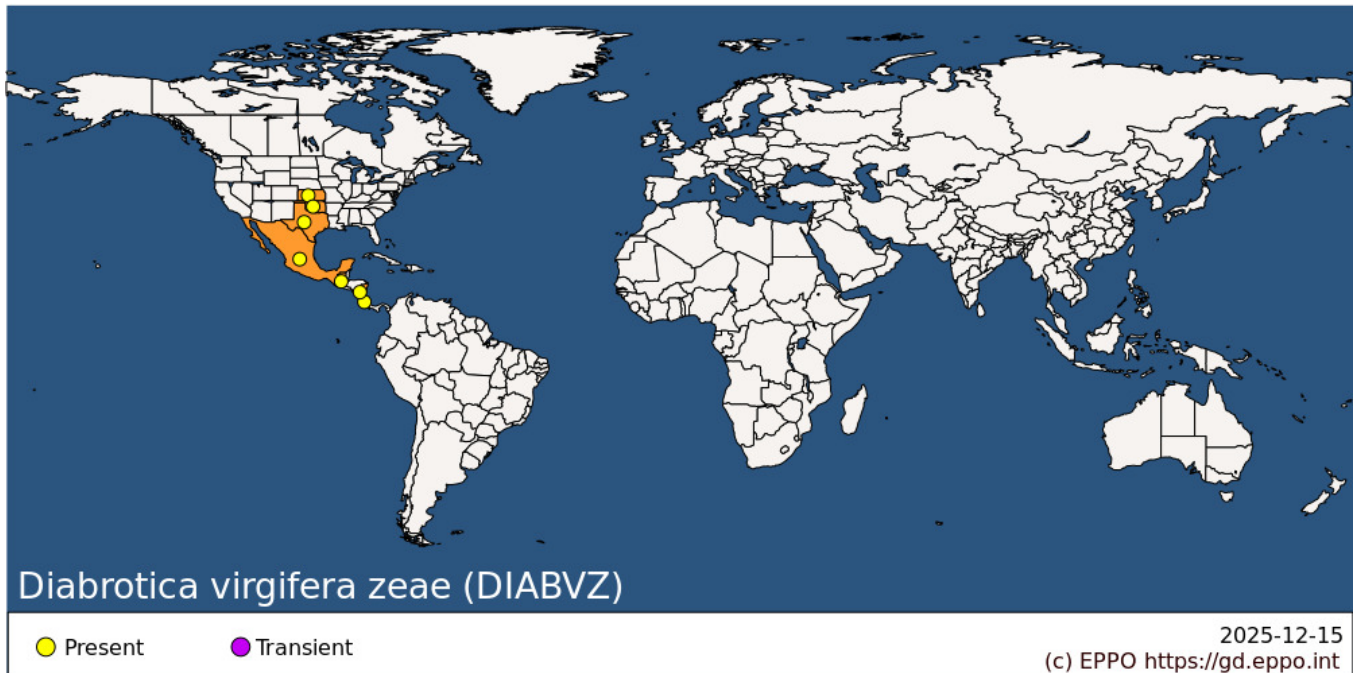 Diabrotica virgifera zeae (DIABVZ)
Present
Transient
2025-12-15
(c) EPPO https://gd.eppo.int